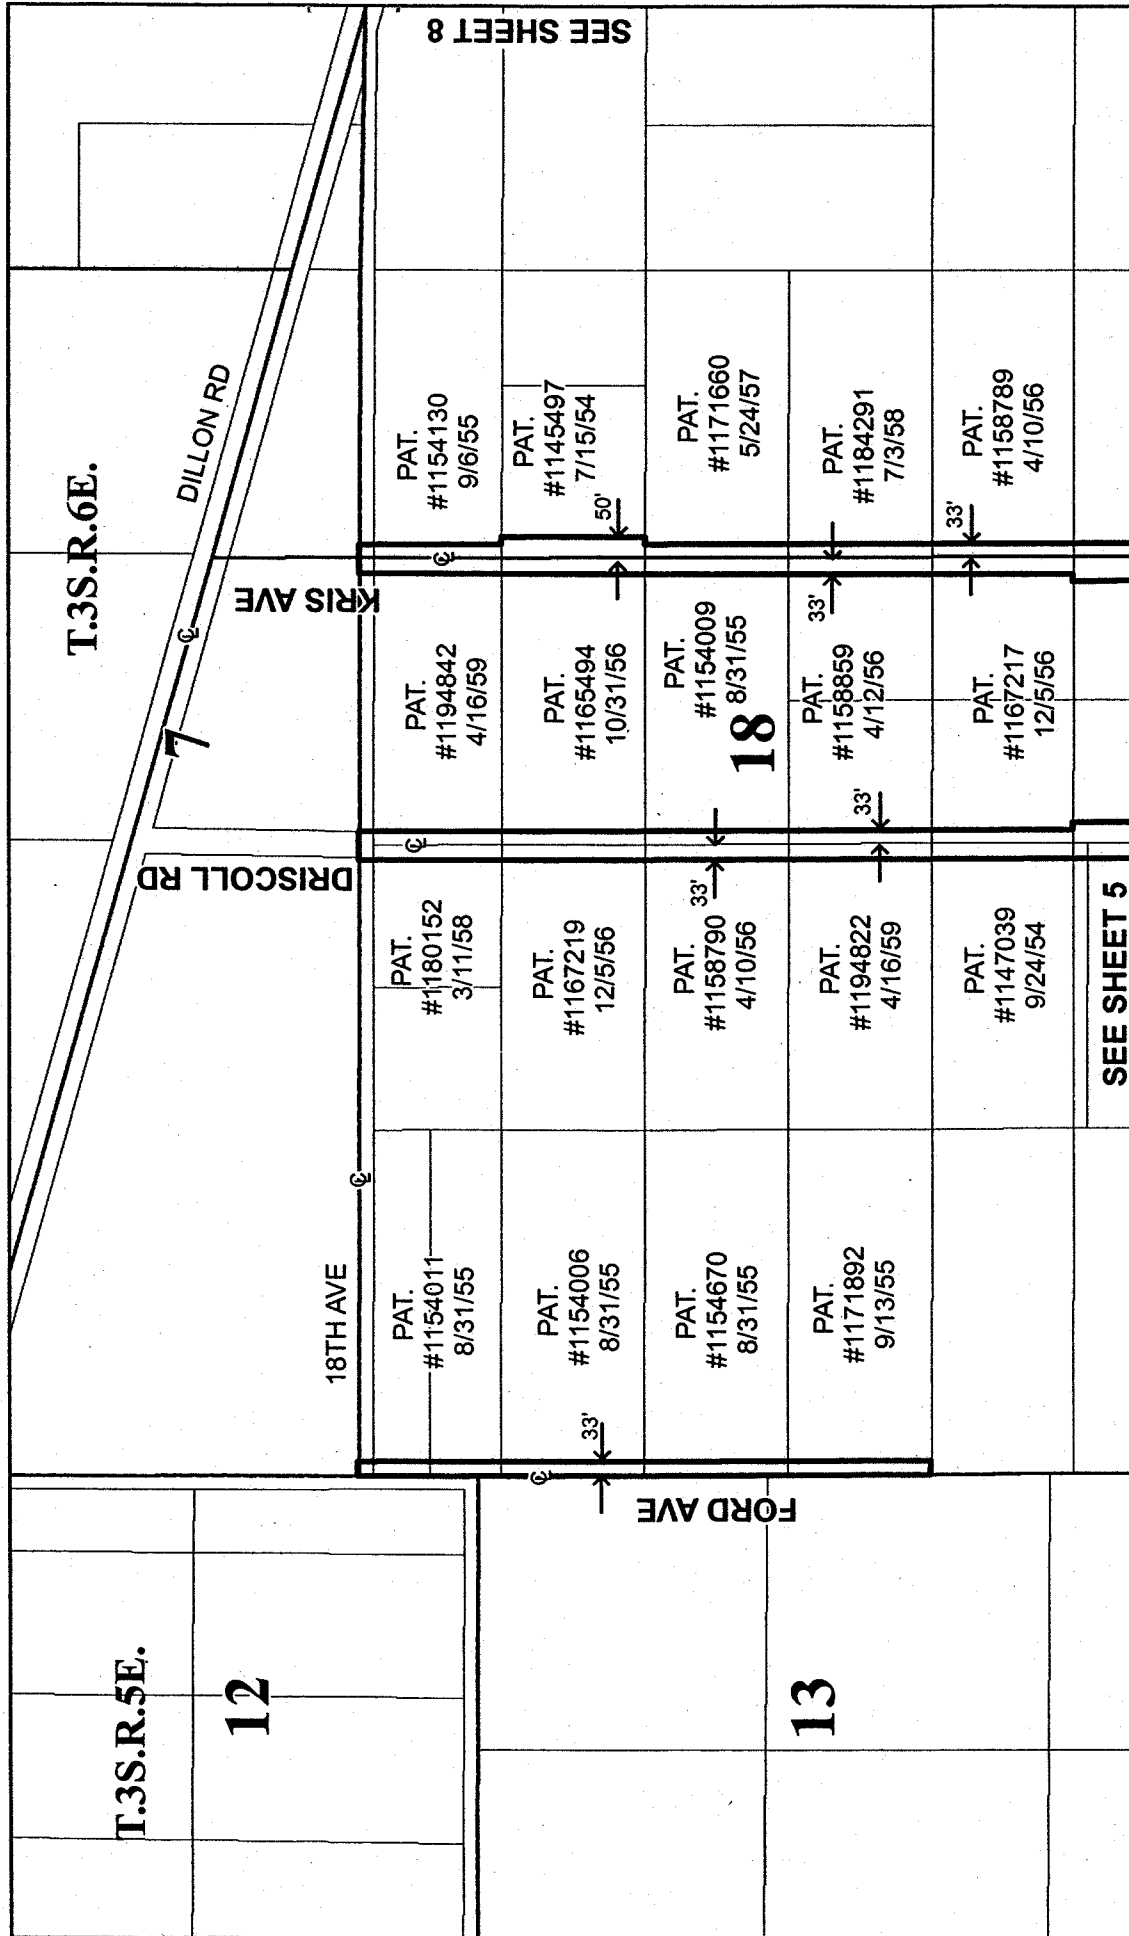 T.3S.R.5E.
T.3S.R.6E.
12
7
DILLON RD
SEE SHEET 8
18TH AVE
℄
℄
DRISCOLL RD
KRIS AVE
℄
℄
PAT.
#1154011
8/31/55
PAT.
#1180152
3/11/58
PAT.
#1194842
4/16/59
PAT.
#1154130
9/6/55
℄
33'
PAT.
#1154006
8/31/55
PAT.
#1167219
12/5/56
PAT.
#1165494
10/31/56
50'
PAT.
#1145497
7/15/54
FORD AVE
PAT.
#1154670
8/31/55
PAT.
#1158790
4/10/56
33'
18
PAT.
#1154009
8/31/55
PAT.
#1171660
5/24/57
13
PAT.
#1171892
9/13/55
PAT.
#1194822
4/16/59
33'
PAT.
#1158859
4/12/56
33'
PAT.
#1184291
7/3/58
PAT.
#1147039
9/24/54
PAT.
#1167217
12/5/56
33'
PAT.
#1158789
4/10/56
SEE SHEET 5